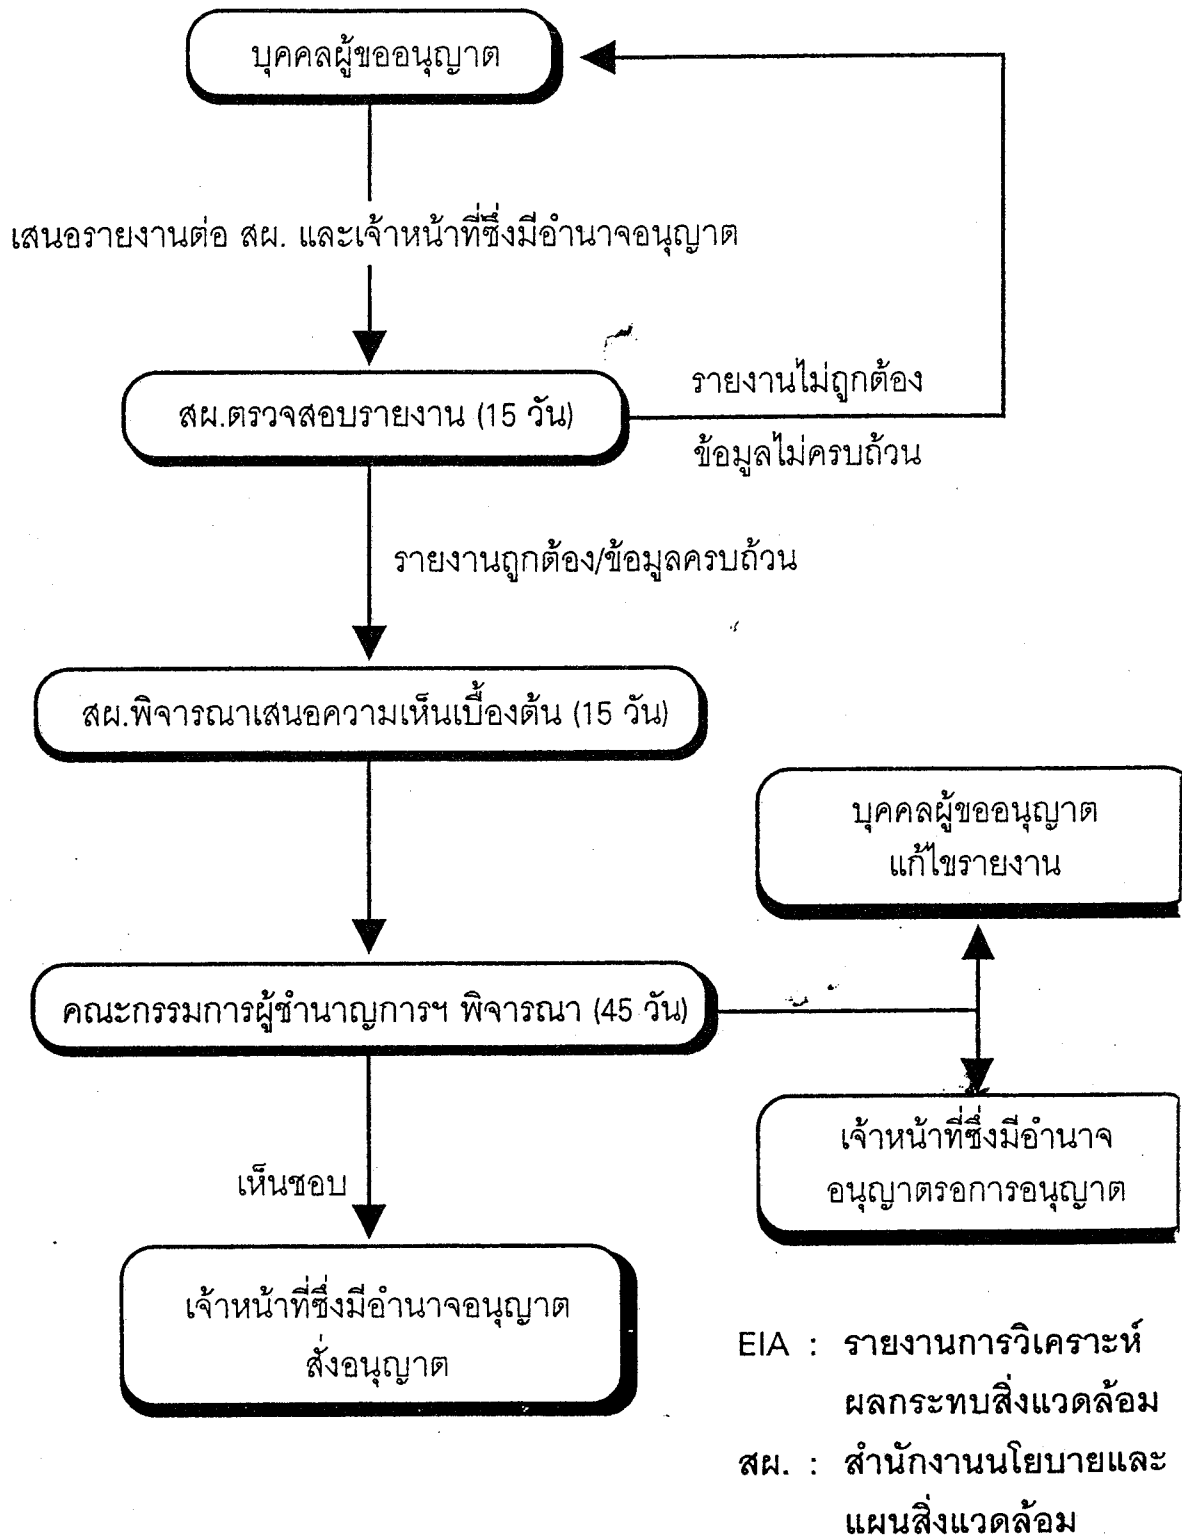 บุคคลผู้ขออนุญาต
เสนอรายงานต่อ สผ. และเจ้าหน้าที่ซึ่งมีอำนาจอนุญาต
รายงานไม่ถูกต้อง
สผ.ตรวจสอบรายงาน (15 วัน)
ข้อมูลไม่ครบถ้วน
รายงานถูกต้อง/ข้อมูลครบถ้วน
สผ.พิจารณาเสนอความเห็นเบื้องต้น (15 วัน)
บุคคลผู้ขออนุญาต
แก้ไขรายงาน
คณะกรรมการผู้ชำนาญการฯ พิจารณา (45 วัน)
เจ้าหน้าที่ซึ่งมีอำนาจ
อนุญาตรอการอนุญาต
เห็นชอบ
เจ้าหน้าที่ซึ่งมีอำนาจอนุญาต
สั่งอนุญาต
EIA : รายงานการวิเคราะห์
ผลกระทบสิ่งแวดล้อม
สผ. : สำนักงานนโยบายและ
แผนสิ่งแวดล้อม